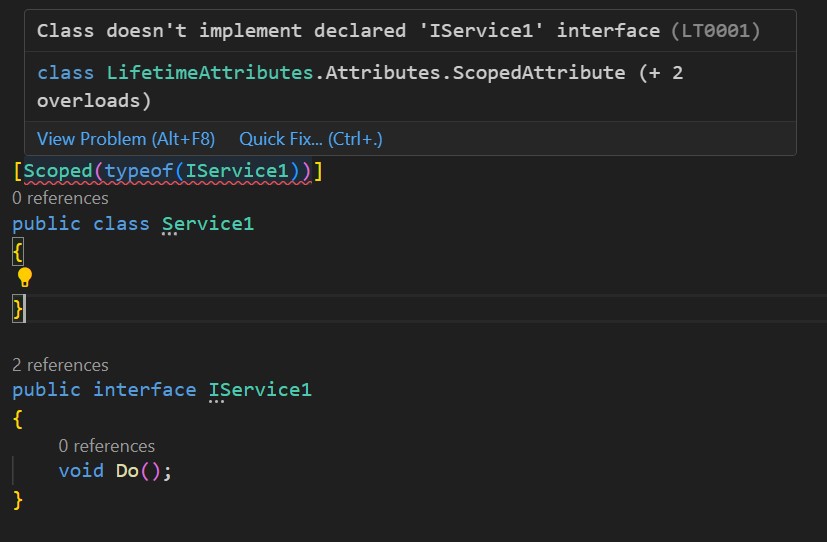 Class doesn't implement declared 'IService1' interface (LT0001)
class LifetimeAttributes.Attributes.ScopedAttribute (+ 2
overloads)
View Problem (Alt+F8) Quick Fix... (Ctrl+.)
[Scoped(typeof(IService1))]
0 references
public class Service1
{
}
2 references
public interface IService1
{
0 references
void Do();
}